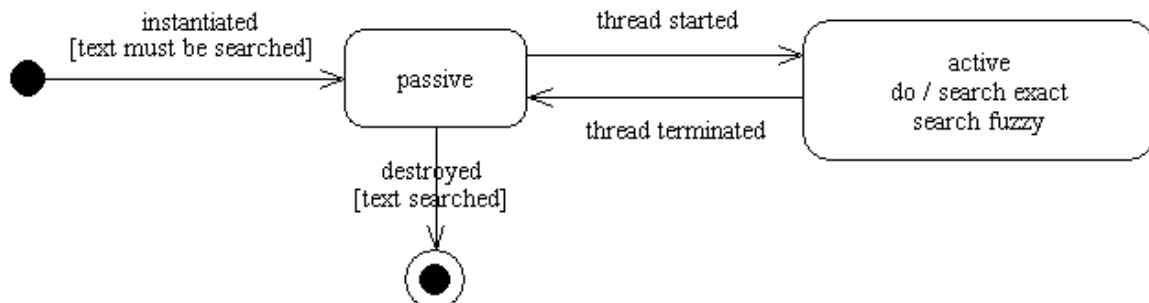 instantiated
[text must be searched]
passive
thread started
thread terminated
active
do / search exact
search fuzzy
destroyed
[text searched]